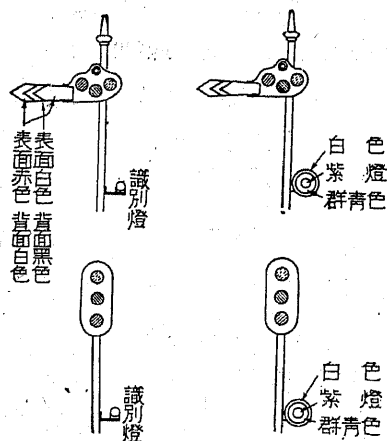 表面白色 背面黒色
表面赤色 背面白色
識別燈
白色
紫燈
群青色
識別燈
白色
紫燈
群青色